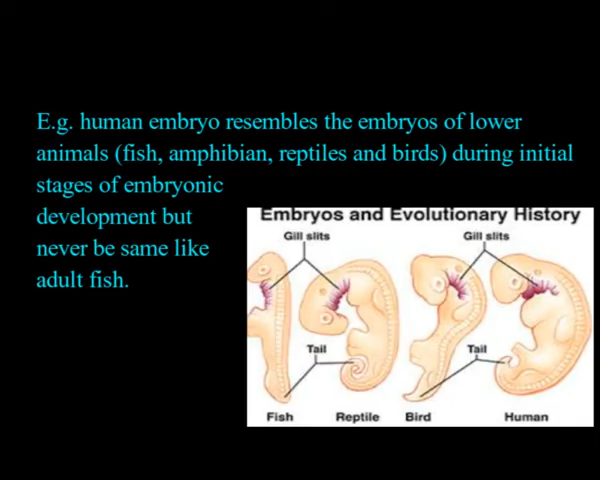 E.g. human embryo resembles the embryos of lower
animals (fish, amphibian, reptiles and birds) during initial
stages of embryonic
development but
never be same like
adult fish.
Embryos and Evolutionary History
Gill slits Gill slits
Tail Tail
Fish Reptile Bird Human